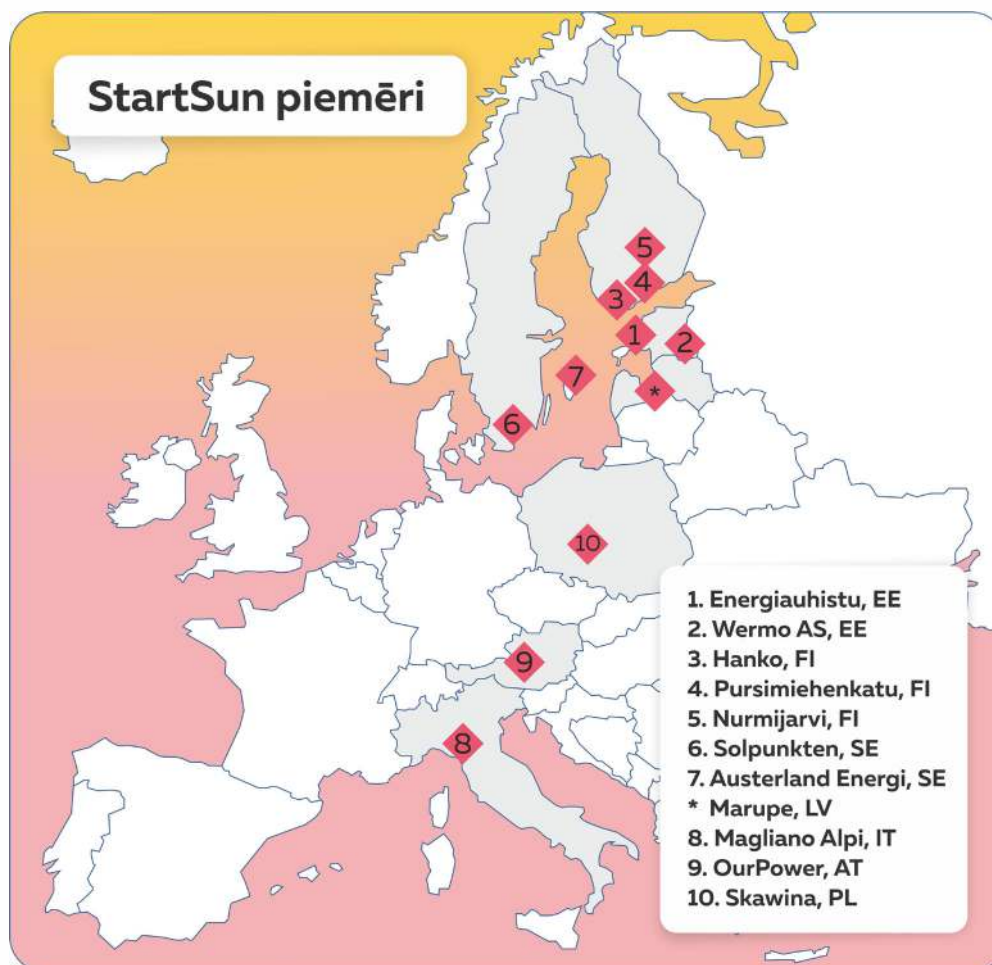 StartSun piemēri
5
4
3
1
2
7
*
6
10
9
8
1. Energiauhistu, EE
2. Wermo AS, EE
3. Hanko, FI
4. Pursimiehenkatu, FI
5. Nurmijarvi, FI
6. Solpunkten, SE
7. Austerland Energi, SE
* Marupe, LV
8. Magliano Alpi, IT
9. OurPower, AT
10. Skawina, PL